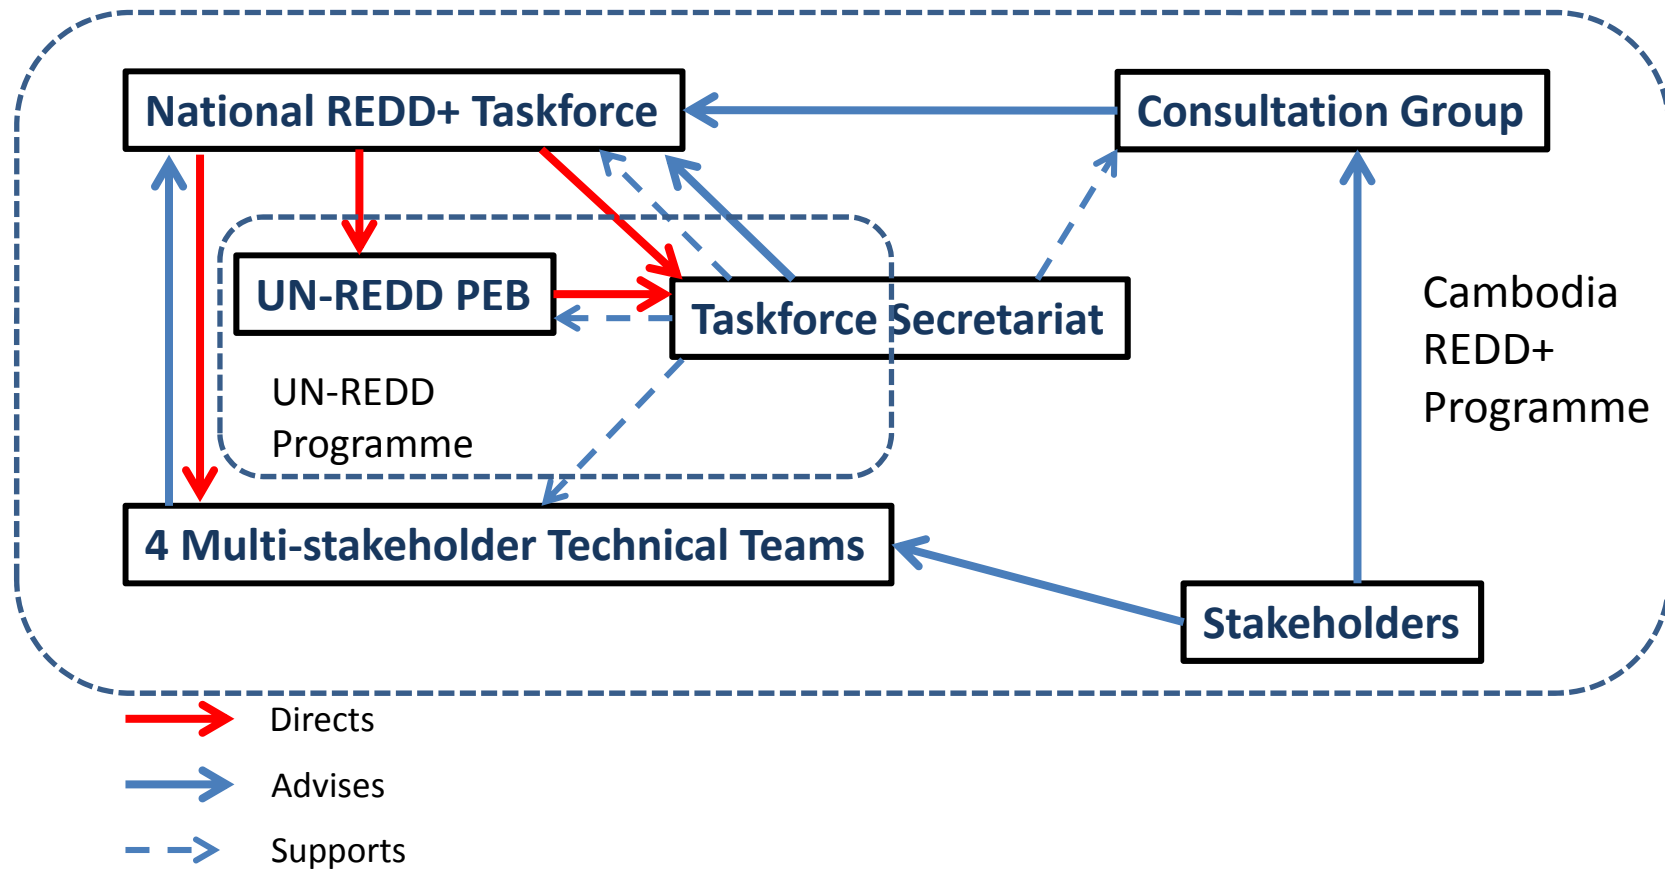 National REDD+ Taskforce
Consultation Group
UN-REDD PEB
Taskforce Secretariat
UN-REDD
Programme
Cambodia
REDD+
Programme
4 Multi-stakeholder Technical Teams
Stakeholders
Directs
Advises
Supports